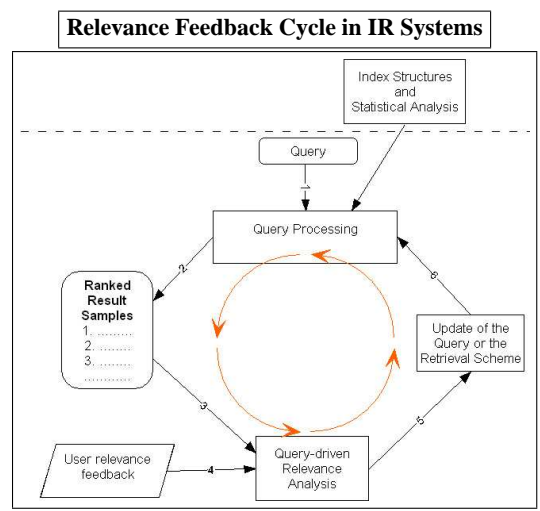 Relevance Feedback Cycle in IR Systems
Index Structures
and
Statistical Analysis
Query
1
Query Processing
2
6
Ranked
Result
Samples
1. .........
2. ........
3. ........
............
Update of the
Query or the
Retrieval Scheme
3
5
User relevance
feedback
4
Query-driven
Relevance
Analysis